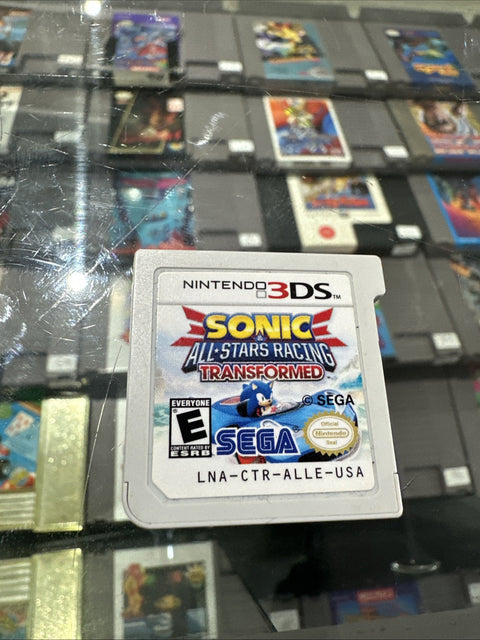 NINTENDO 3DS™
SONIC
& ALL-STARS RACING
TRANSFORMED
EVERYONE
E
CONTENT RATED BY
ESRB
© SEGA
SEGA
Official
Nintendo
Seal
LNA-CTR-ALLE-USA